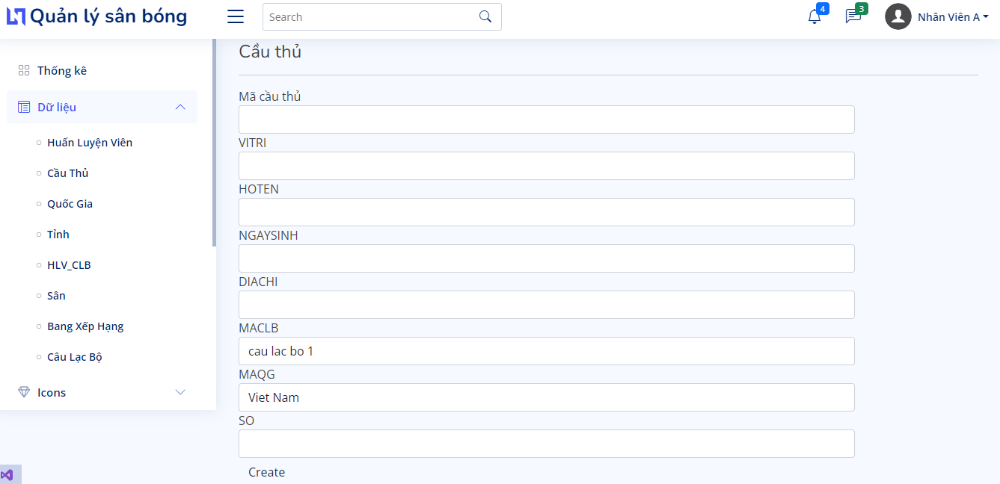 Quản lý sân bóng
Search
4
3
Nhân Viên A
Thống kê
Dữ liệu
Huấn Luyện Viên
Cầu Thủ
Quốc Gia
Tỉnh
HLV_CLB
Sân
Bang Xếp Hạng
Câu Lạc Bộ
Icons
Cầu thủ
Mã cầu thủ
VITRI
HOTEN
NGAYSINH
DIACHI
MACLB
cau lac bo 1
MAQG
Viet Nam
SO
Create